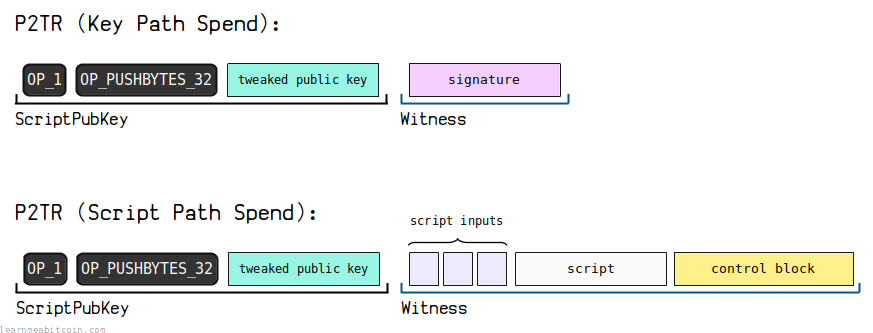 P2TR (Key Path Spend):
OP_1 OP_PUSHBYTES_32 tweaked public key signature
ScriptPubKey Witness
P2TR (Script Path Spend):
script inputs
OP_1 OP_PUSHBYTES_32 tweaked public key script control block
ScriptPubKey Witness
learnmeabitcoin.com